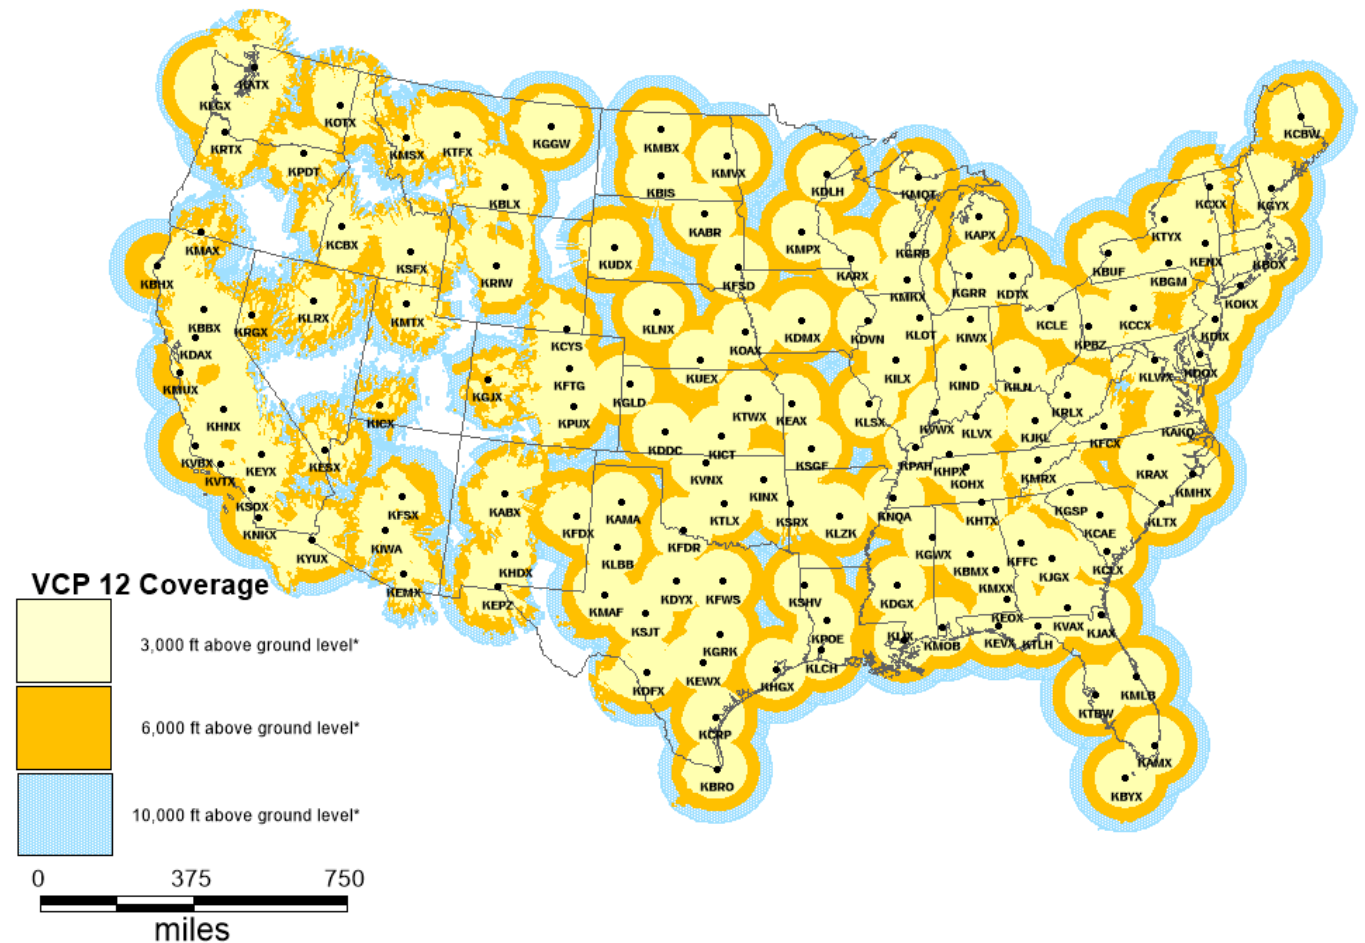 KATX
KLGX
KOTX
KRTX
KPDT
KMSX
KTFX
KGGW
KMBX
KMVX
KBIS
KBLX
KDLH
KMQT
KCBW
KCXX
KGYX
KMAX
KCBX
KSFX
KRIW
KUDX
KABR
KMPX
KGRB
KAPX
KTYX
KBUF
KENX
KBOX
KBHX
KARX
KFSD
KMKX
KGRR
KDTX
KBGM
KOKX
KBBX
KRGX
KLRX
KMTX
KCYS
KLNX
KOAX
KDMX
KDVN
KLOT
KIWX
KCLE
KPBZ
KCCX
KDIX
KDAX
KMUX
KHNX
KICX
KGJX
KFTG
KPUX
KGLD
KUEX
KTWX
KEAX
KLSX
KILX
KIND
KILN
KRLX
KLWX
KDOX
KVBX
KVTX
KEYX
KESX
KDDC
KICT
KSGF
KPAH
KVWX
KLVX
KJKL
KFCX
KAKQ
KSOX
KNKX
KYUX
KFSX
KIWA
KEMX
KABX
KHDX
KEPZ
KFDX
KAMA
KLBB
KVNX
KINX
KTLX
KSRX
KLZK
KNQA
KHPX
KOHX
KMRX
KRAX
KMHX
KLTX
KGSP
KCAE
KCLX
KHTX
KFDR
KGWX
KBMX
KFFC
KJGX
KMXX
KMAF
KSJT
KDYX
KFWS
KSHV
KDGX
KPOE
KLCH
KLIX
KMOB
KEOX
KEVX
KTLH
KVAX
KJAX
KGRK
KEWX
KDFX
KHGX
KCRP
KBRO
KTBW
KMLB
KAMX
KBYX
VCP 12 Coverage
3,000 ft above ground level*
6,000 ft above ground level*
10,000 ft above ground level*
0 375 750
miles